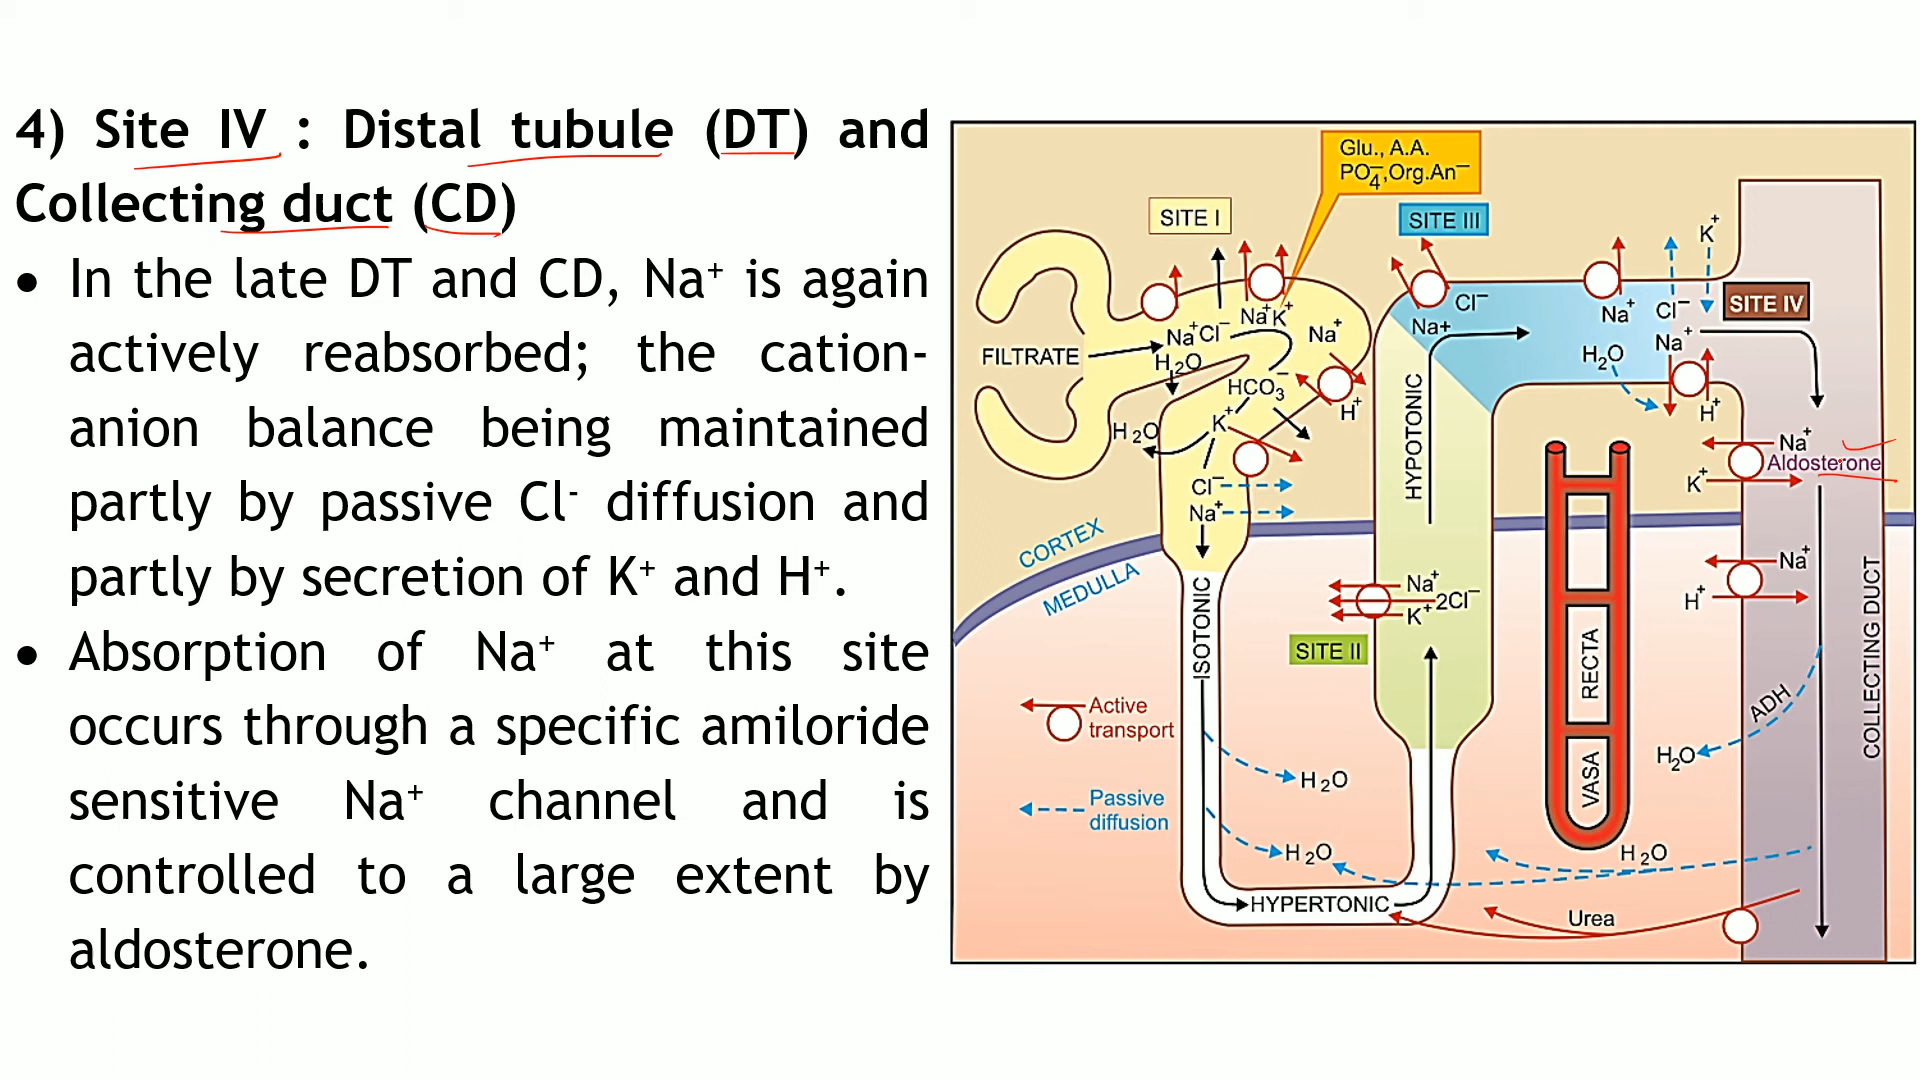 4) Site IV : Distal tubule (DT) and
Collecting duct (CD)
• In the late DT and CD, Na⁺ is again
actively reabsorbed; the cation-
anion balance being maintained
partly by passive Cl⁻ diffusion and
partly by secretion of K⁺ and H⁺.
• Absorption of Na⁺ at this site
occurs through a specific amiloride
sensitive Na⁺ channel and is
controlled to a large extent by
aldosterone.
Glu., A.A.
PO₄⁻,Org.An⁻
SITE I
SITE III
K⁺
SITE IV
Cl⁻
Na+
Na⁺
Cl⁻
Na⁺
H₂O
H⁺
Na⁺K⁺
Na⁺Cl⁻
Na⁺
FILTRATE
H₂O
HCO₃⁻
H⁺
K⁺
H₂O
Cl⁻
Na⁺
HYPOTONIC
Na⁺
Aldosterone
K⁺
CORTEX
MEDULLA
ISOTONIC
Na⁺
K⁺2Cl⁻
SITE II
Na⁺
H⁺
COLLECTING DUCT
VASA RECTA
Active
transport
ADH
H₂O
H₂O
Passive
diffusion
H₂O
H₂O
HYPERTONIC
Urea